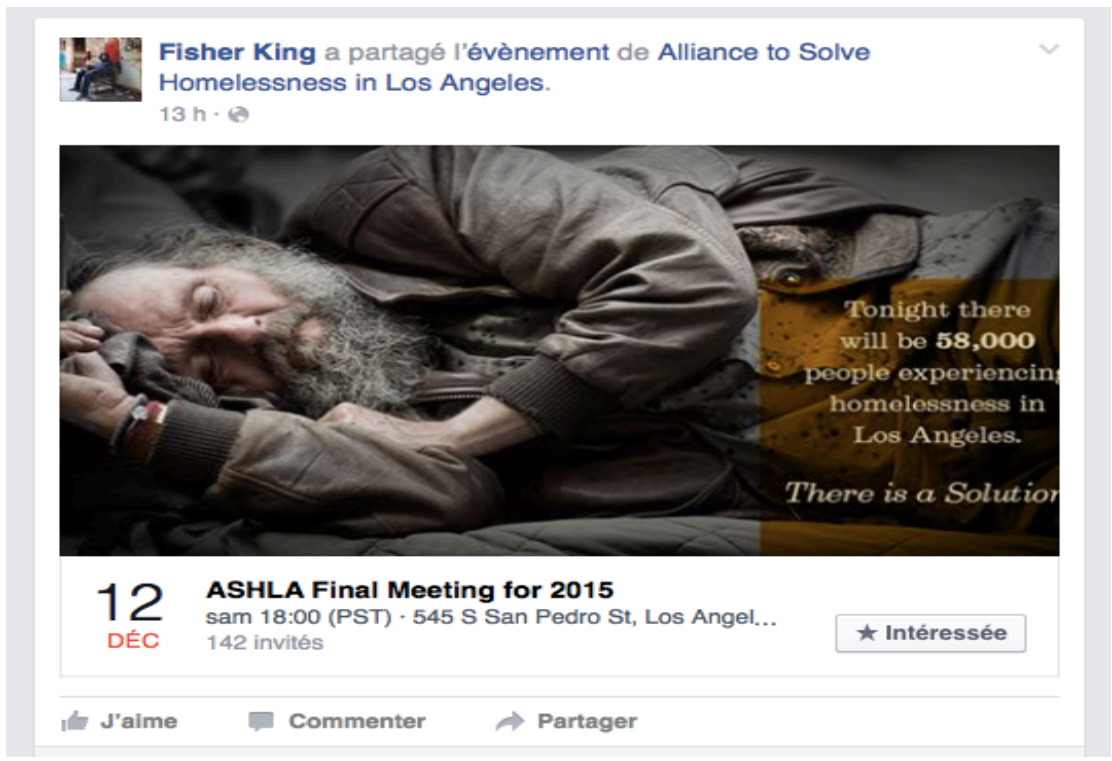 Fisher King a partagé l'évènement de Alliance to Solve
Homelessness in Los Angeles.
13 h ·
Tonight there
will be 58,000
people experiencing
homelessness in
Los Angeles.
There is a Solution
12
DÉC
ASHLA Final Meeting for 2015
sam 18:00 (PST) · 545 S San Pedro St, Los Angel...
142 invités
★ Intéressée
J'aime
Commenter
Partager